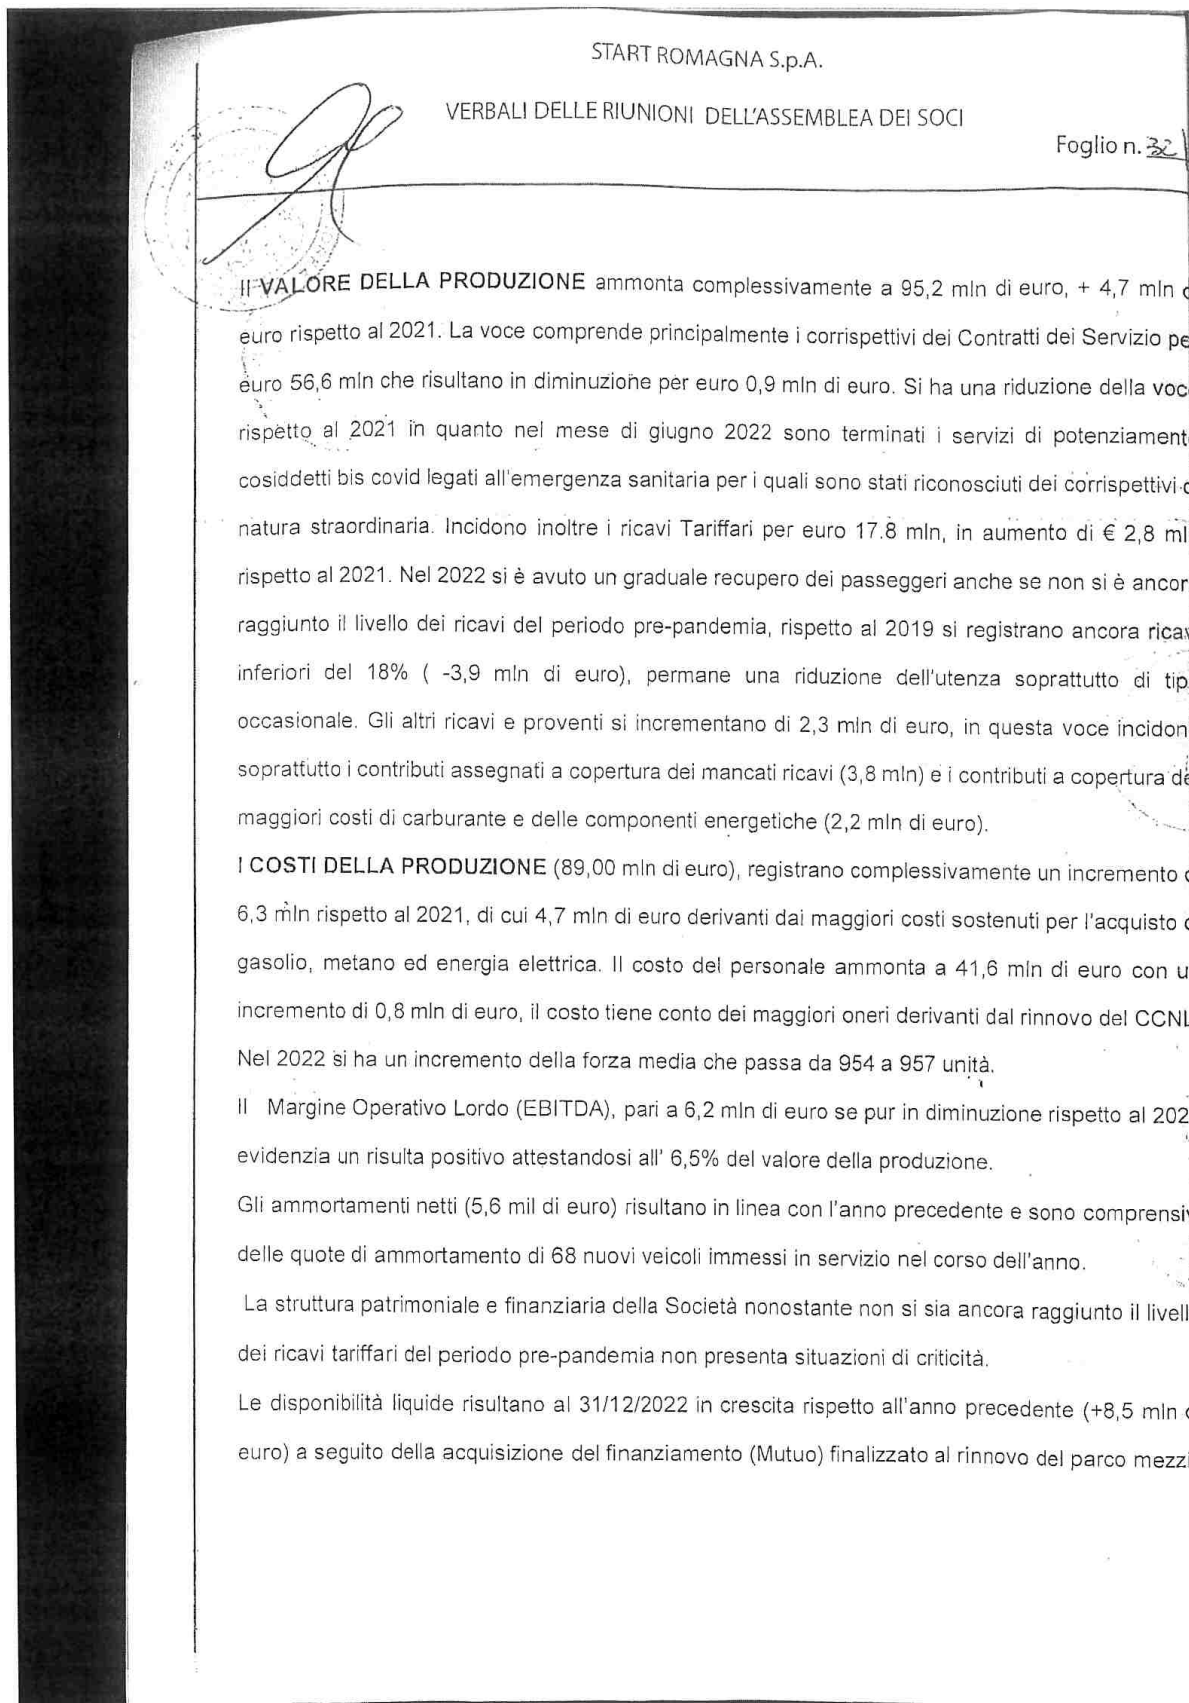 START ROMAGNA S.p.A.
VERBALI DELLE RIUNIONI DELL'ASSEMBLEA DEI SOCI
Foglio n. 32
Il VALORE DELLA PRODUZIONE ammonta complessivamente a 95,2 mln di euro, + 4,7 mln d
euro rispetto al 2021. La voce comprende principalmente i corrispettivi dei Contratti dei Servizio pe
euro 56,6 mln che risultano in diminuzione per euro 0,9 mln di euro. Si ha una riduzione della voc
rispetto al 2021 in quanto nel mese di giugno 2022 sono terminati i servizi di potenziament
cosiddetti bis covid legati all'emergenza sanitaria per i quali sono stati riconosciuti dei corrispettivi d
natura straordinaria. Incidono inoltre i ricavi Tariffari per euro 17.8 mln, in aumento di € 2,8 ml
rispetto al 2021. Nel 2022 si è avuto un graduale recupero dei passeggeri anche se non si è ancor
raggiunto il livello dei ricavi del periodo pre-pandemia, rispetto al 2019 si registrano ancora ricav
inferiori del 18% ( -3,9 mln di euro), permane una riduzione dell'utenza soprattutto di tip
occasionale. Gli altri ricavi e proventi si incrementano di 2,3 mln di euro, in questa voce incidon
soprattutto i contributi assegnati a copertura dei mancati ricavi (3,8 mln) e i contributi a copertura de
maggiori costi di carburante e delle componenti energetiche (2,2 mln di euro).
I COSTI DELLA PRODUZIONE (89,00 mln di euro), registrano complessivamente un incremento d
6,3 mln rispetto al 2021, di cui 4,7 mln di euro derivanti dai maggiori costi sostenuti per l'acquisto d
gasolio, metano ed energia elettrica. Il costo del personale ammonta a 41,6 mln di euro con u
incremento di 0,8 mln di euro, il costo tiene conto dei maggiori oneri derivanti dal rinnovo del CCNL
Nel 2022 si ha un incremento della forza media che passa da 954 a 957 unità.
Il Margine Operativo Lordo (EBITDA), pari a 6,2 mln di euro se pur in diminuzione rispetto al 202
evidenzia un risulta positivo attestandosi all' 6,5% del valore della produzione.
Gli ammortamenti netti (5,6 mil di euro) risultano in linea con l'anno precedente e sono comprensiv
delle quote di ammortamento di 68 nuovi veicoli immessi in servizio nel corso dell'anno.
La struttura patrimoniale e finanziaria della Società nonostante non si sia ancora raggiunto il livell
dei ricavi tariffari del periodo pre-pandemia non presenta situazioni di criticità.
Le disponibilità liquide risultano al 31/12/2022 in crescita rispetto all'anno precedente (+8,5 mln d
euro) a seguito della acquisizione del finanziamento (Mutuo) finalizzato al rinnovo del parco mezzi